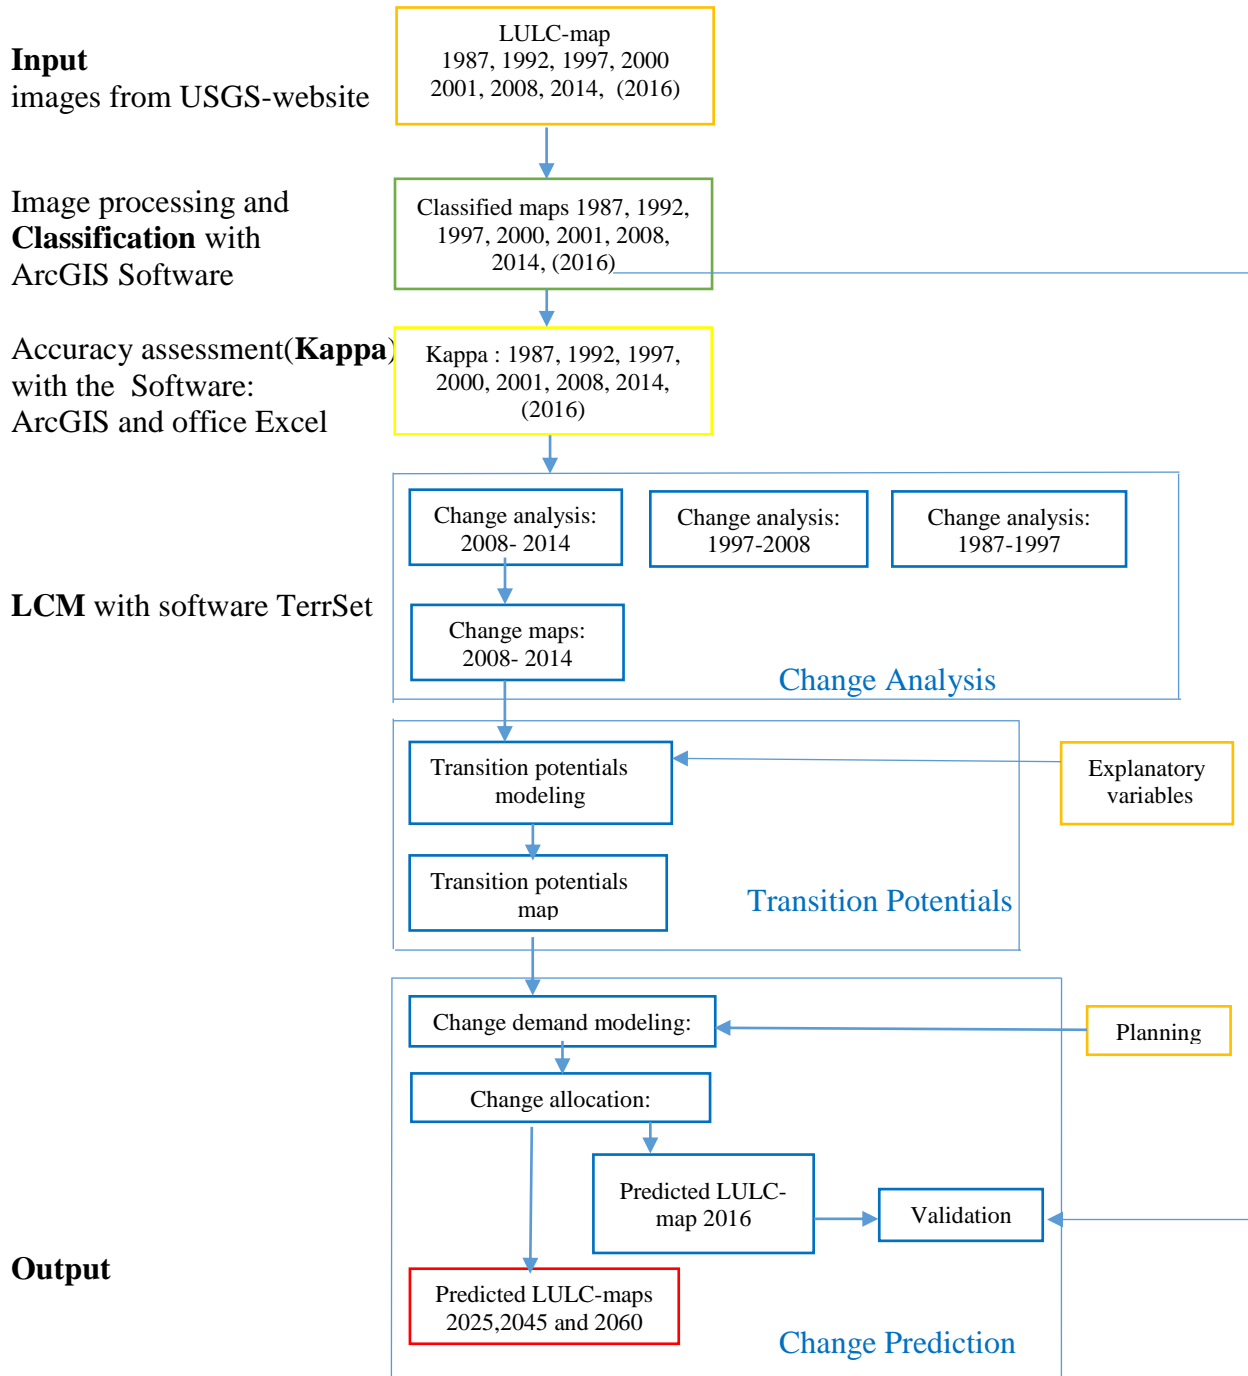 Input
images from USGS-website
LULC-map
1987, 1992, 1997, 2000
2001, 2008, 2014,  (2016)
Image processing and
Classification with
ArcGIS Software
Classified maps 1987, 1992,
1997, 2000, 2001, 2008,
2014, (2016)
Accuracy assessment(Kappa)
with the  Software:
ArcGIS and office Excel
Kappa : 1987, 1992, 1997,
2000, 2001, 2008, 2014,
(2016)
Change analysis:
2008- 2014
Change analysis:
1997-2008
Change analysis:
1987-1997
LCM with software TerrSet
Change maps:
2008- 2014
Change Analysis
Transition potentials
modeling
Explanatory
variables
Transition potentials
map
Transition Potentials
Change demand modeling:
Planning
Change allocation:
Predicted LULC-
map 2016
Validation
Output
Predicted LULC-maps
2025,2045 and 2060
Change Prediction